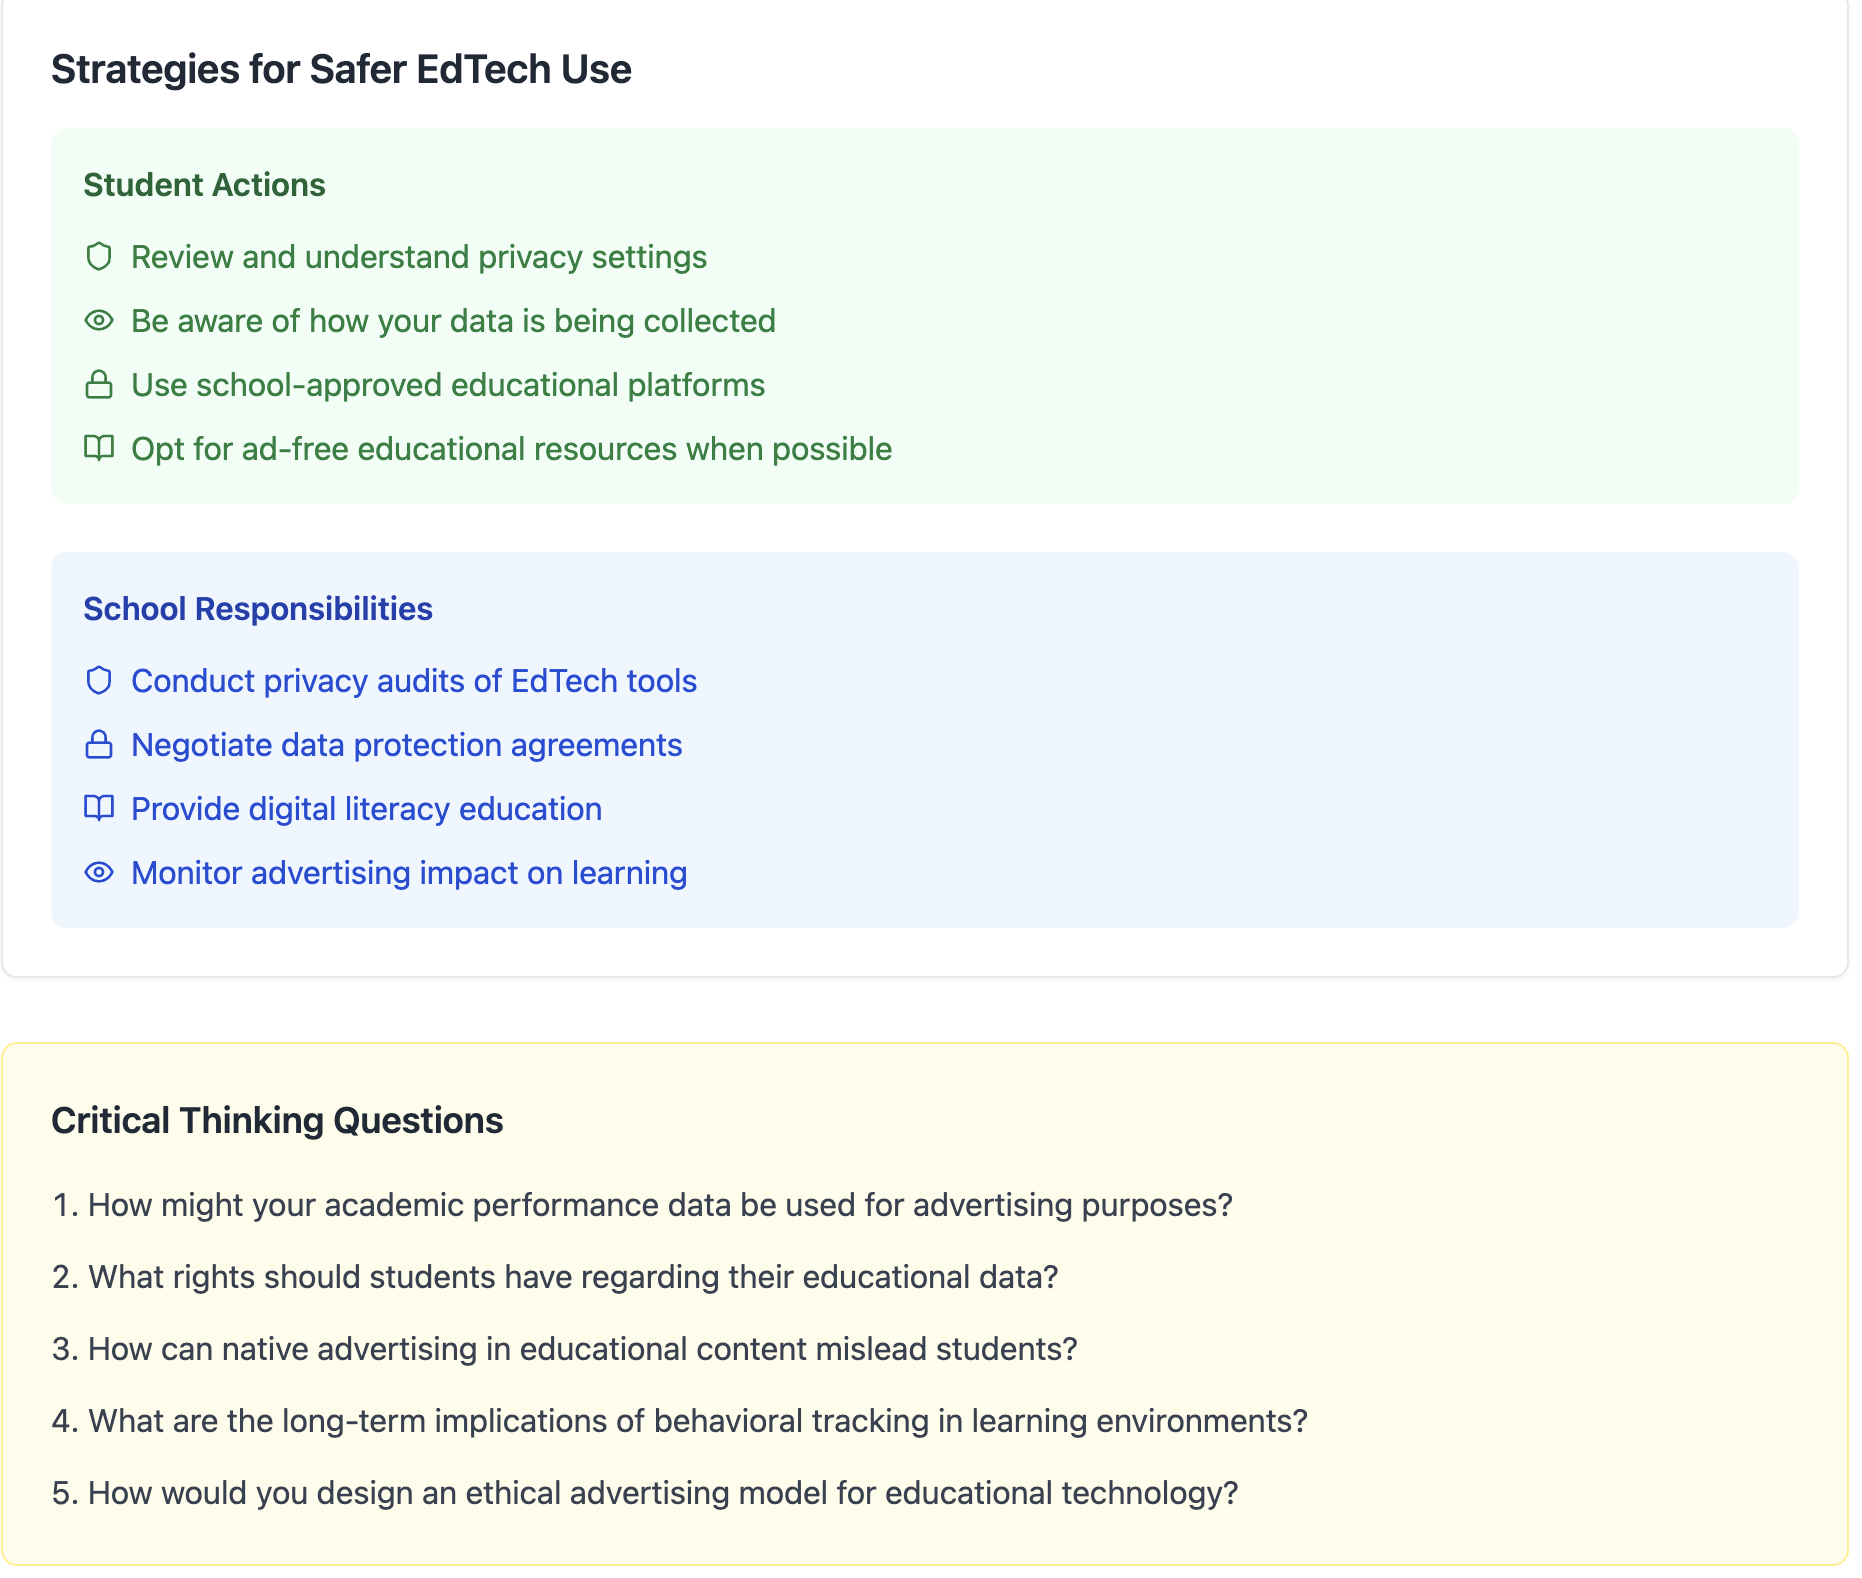 Strategies for Safer EdTech Use
Student Actions
Review and understand privacy settings
Be aware of how your data is being collected
Use school-approved educational platforms
Opt for ad-free educational resources when possible
School Responsibilities
Conduct privacy audits of EdTech tools
Negotiate data protection agreements
Provide digital literacy education
Monitor advertising impact on learning
Critical Thinking Questions
1. How might your academic performance data be used for advertising purposes?
2. What rights should students have regarding their educational data?
3. How can native advertising in educational content mislead students?
4. What are the long-term implications of behavioral tracking in learning environments?
5. How would you design an ethical advertising model for educational technology?